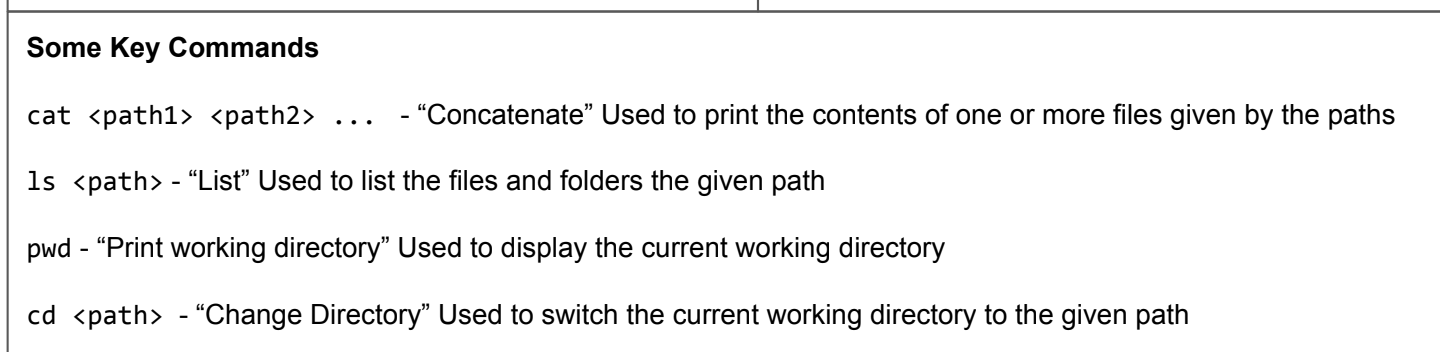 Some Key Commands
cat <path1> <path2> ... - “Concatenate” Used to print the contents of one or more files given by the paths
ls <path> - “List” Used to list the files and folders the given path
pwd - “Print working directory” Used to display the current working directory
cd <path> - “Change Directory” Used to switch the current working directory to the given path